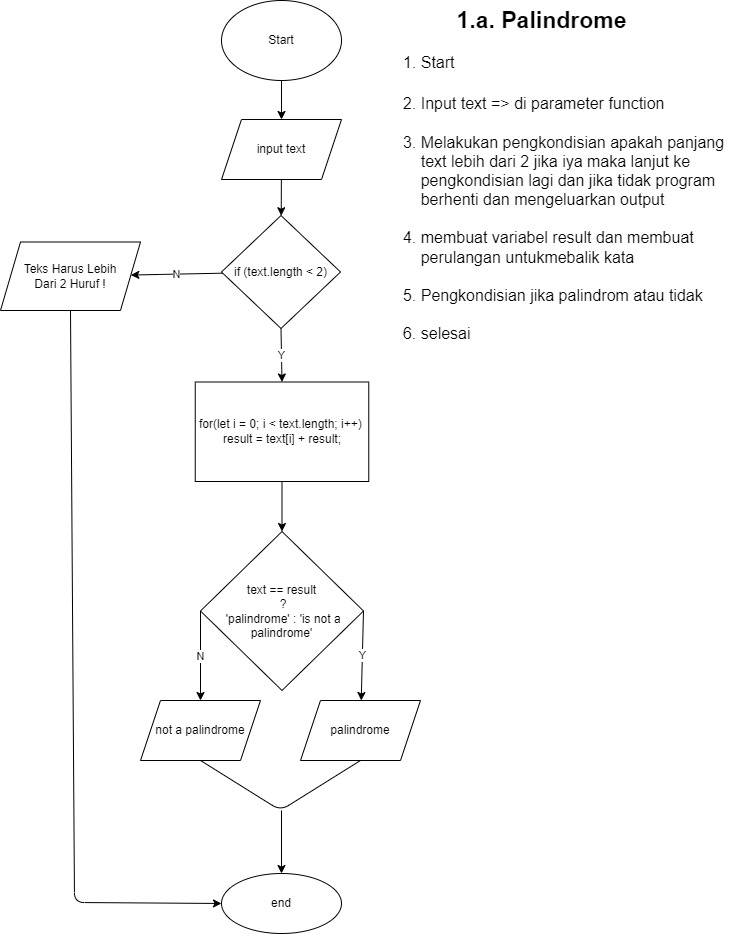 1.a. Palindrome
1. Start
2. Input text => di parameter function
3. Melakukan pengkondisian apakah panjang
text lebih dari 2 jika iya maka lanjut ke
pengkondisian lagi dan jika tidak program
berhenti dan mengeluarkan output
4. membuat variabel result dan membuat
perulangan untukmebalik kata
5. Pengkondisian jika palindrom atau tidak
6. selesai
Start
input text
if (text.length < 2)
N
Teks Harus Lebih
Dari 2 Huruf !
Y
for(let i = 0; i < text.length; i++)
result = text[i] + result;
text == result
?
'palindrome' : 'is not a
palindrome'
N
Y
not a palindrome
palindrome
end